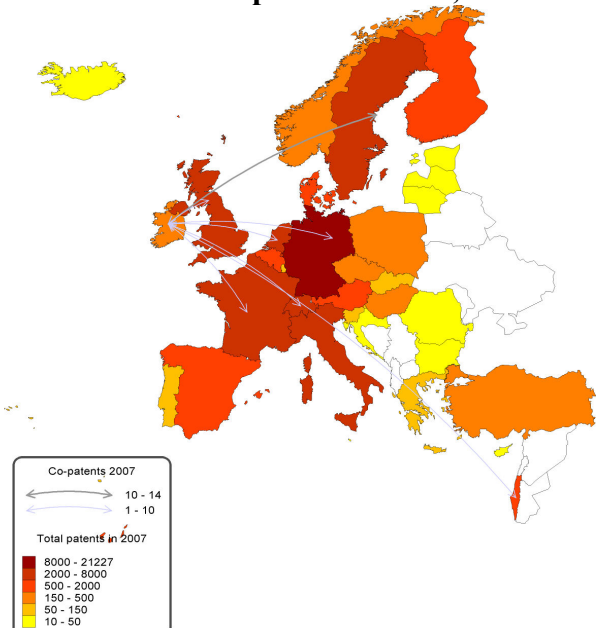 Co-patents 2007
10 - 14
1 - 10
Total patents in 2007
8000 - 21227
2000 - 8000
500 - 2000
150 - 500
50 - 150
10 - 50